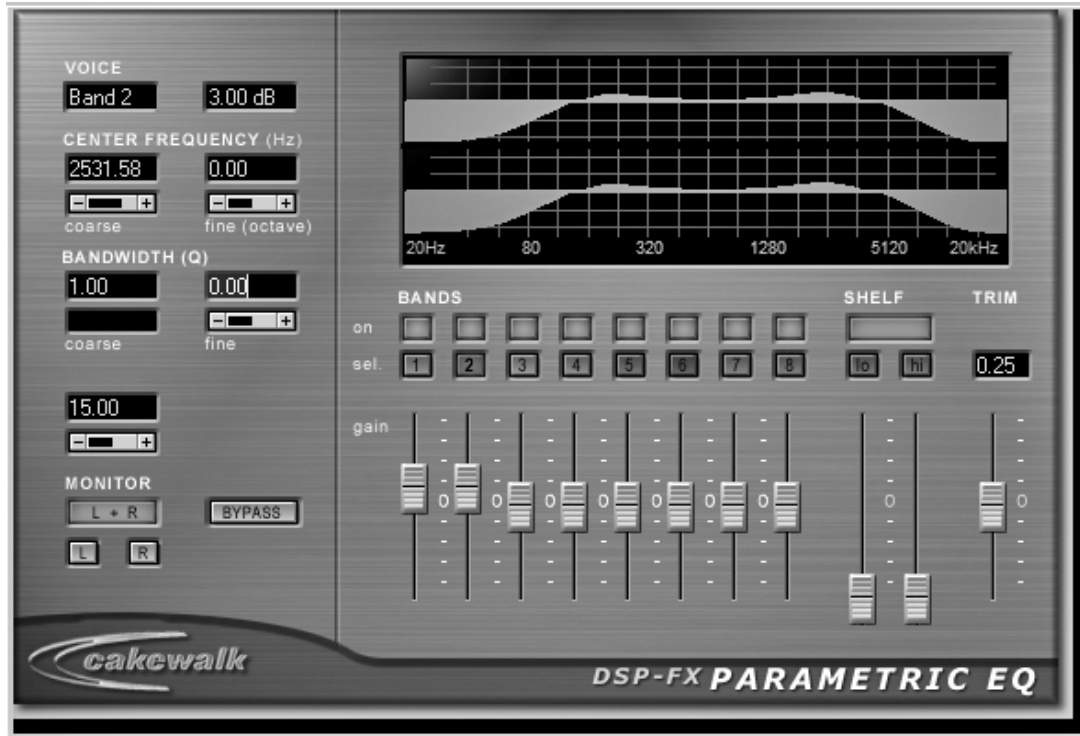 VOICE
Band 2 3.00 dB
CENTER FREQUENCY (Hz)
2531.58 0.00
- + - +
coarse fine (octave)
BANDWIDTH (Q)
1.00 0.00
- +
coarse fine
15.00
- +
MONITOR
L + R BYPASS
L R
20Hz 80 320 1280 5120 20kHz
BANDS SHELF TRIM
on
sel. 1 2 3 4 5 6 7 8 lo hi 0.25
gain
0 0 0 0 0 0 0 0 0 0
cakewalk
DSP-FX PARAMETRIC EQ